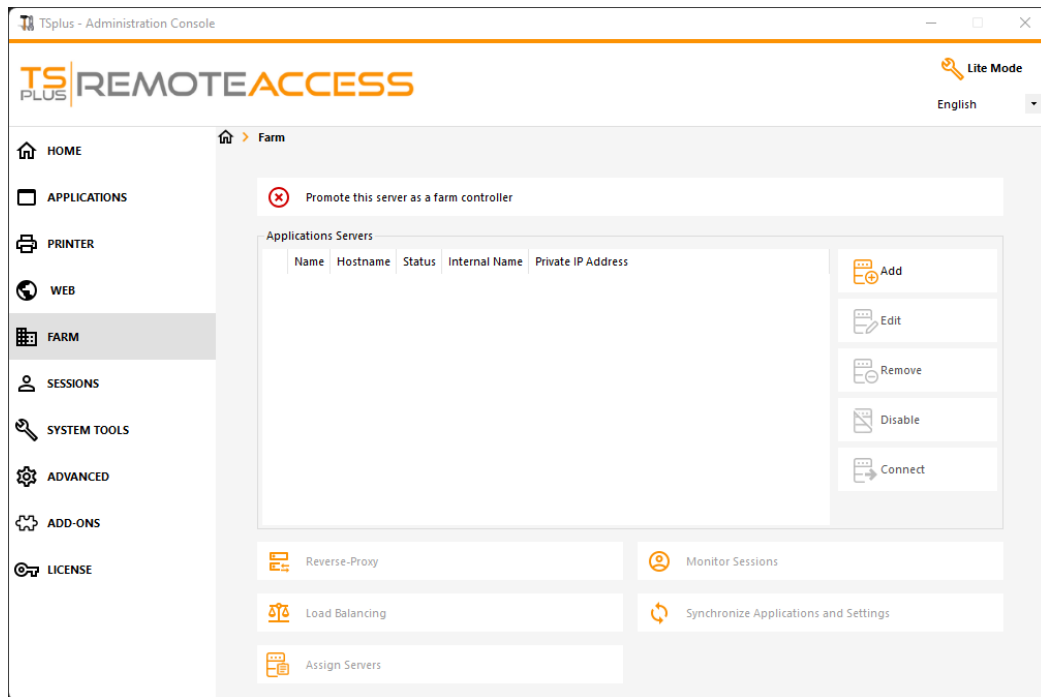 TSplus - Administration Console
TS PLUS REMOTEACCESS
Lite Mode
English
HOME
APPLICATIONS
PRINTER
WEB
FARM
SESSIONS
SYSTEM TOOLS
ADVANCED
ADD-ONS
LICENSE
Farm
Promote this server as a farm controller
Applications Servers
Name Hostname Status Internal Name Private IP Address
Add
Edit
Remove
Disable
Connect
Reverse-Proxy
Monitor Sessions
Load Balancing
Synchronize Applications and Settings
Assign Servers